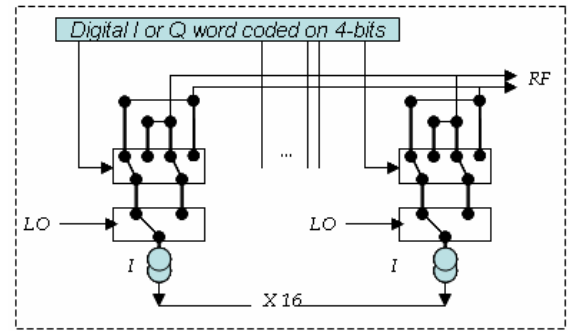 Digital I or Q word coded on 4-bits
RF
...
LO
LO
I
I
X 16